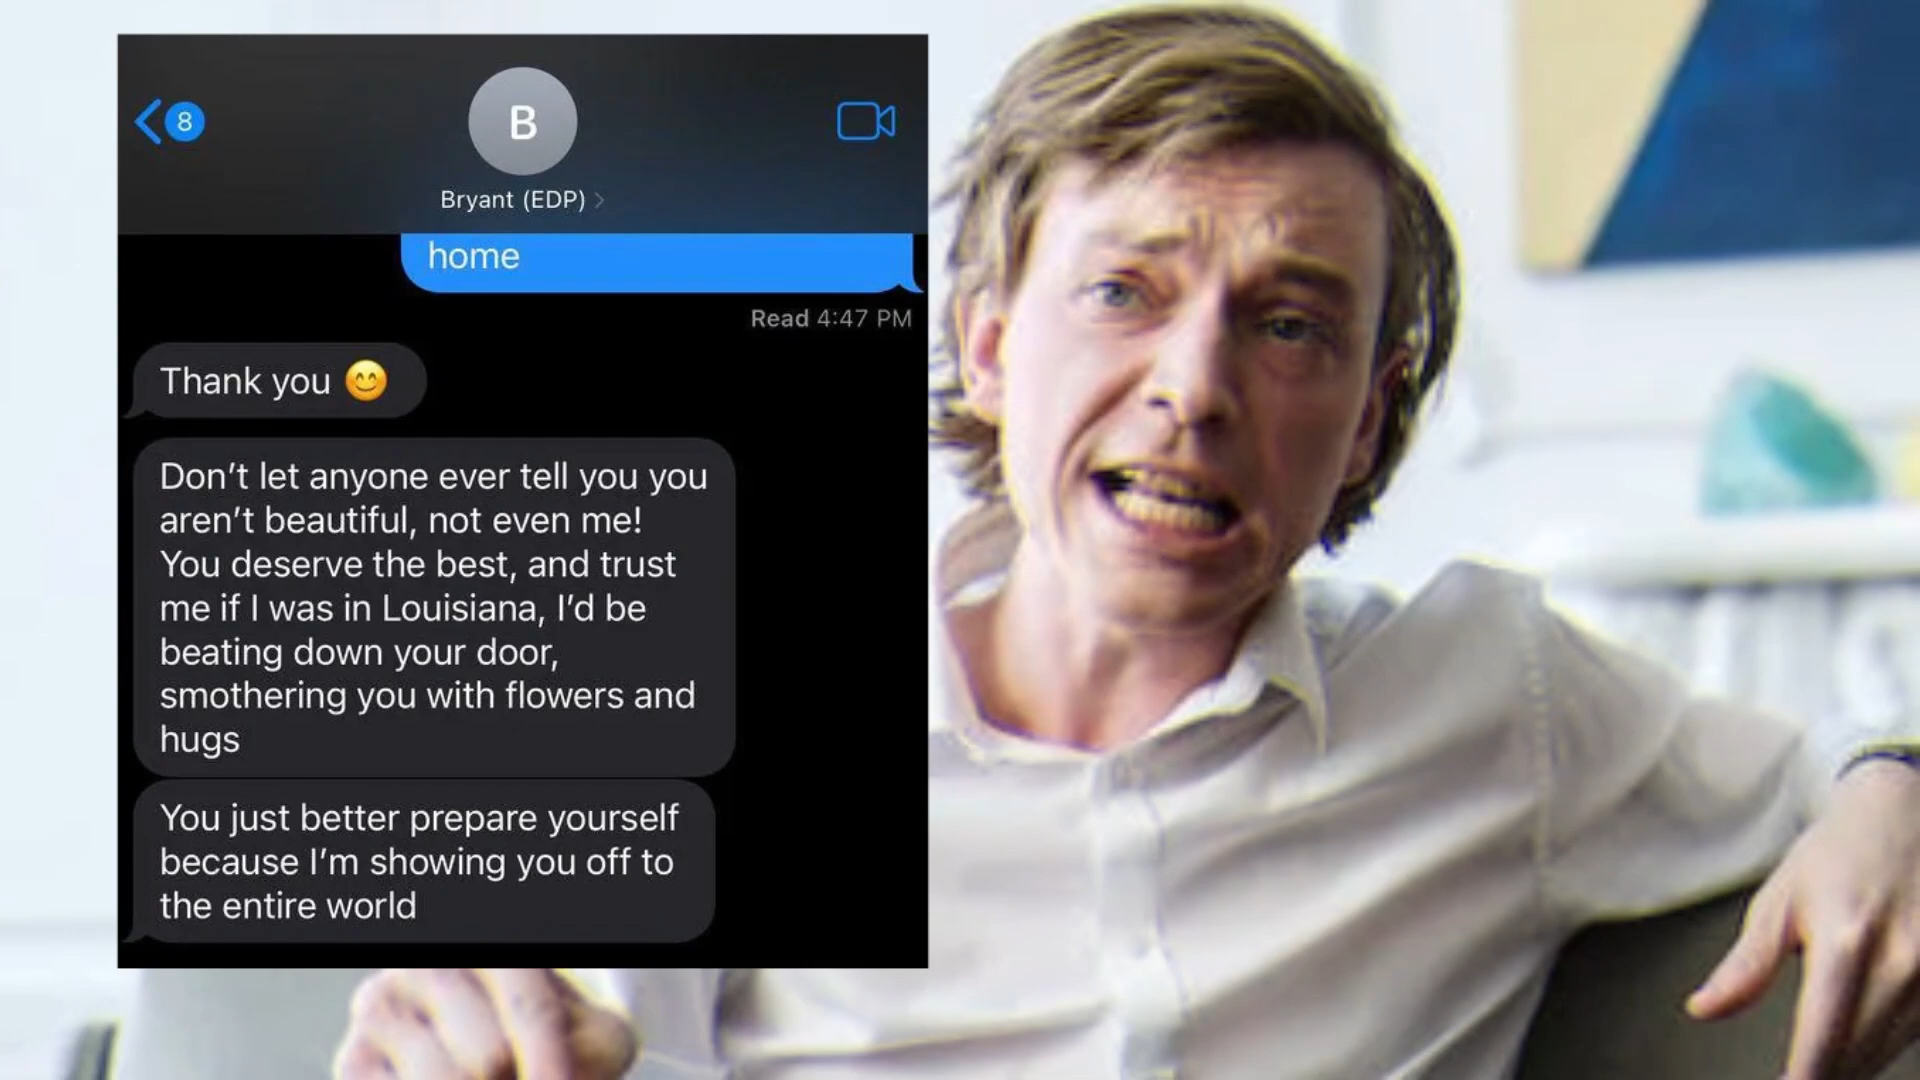 8
B
Bryant (EDP)
home
Read 4:47 PM
Thank you 😊
Don’t let anyone ever tell you you
aren’t beautiful, not even me!
You deserve the best, and trust
me if I was in Louisiana, I’d be
beating down your door,
smothering you with flowers and
hugs
You just better prepare yourself
because I’m showing you off to
the entire world